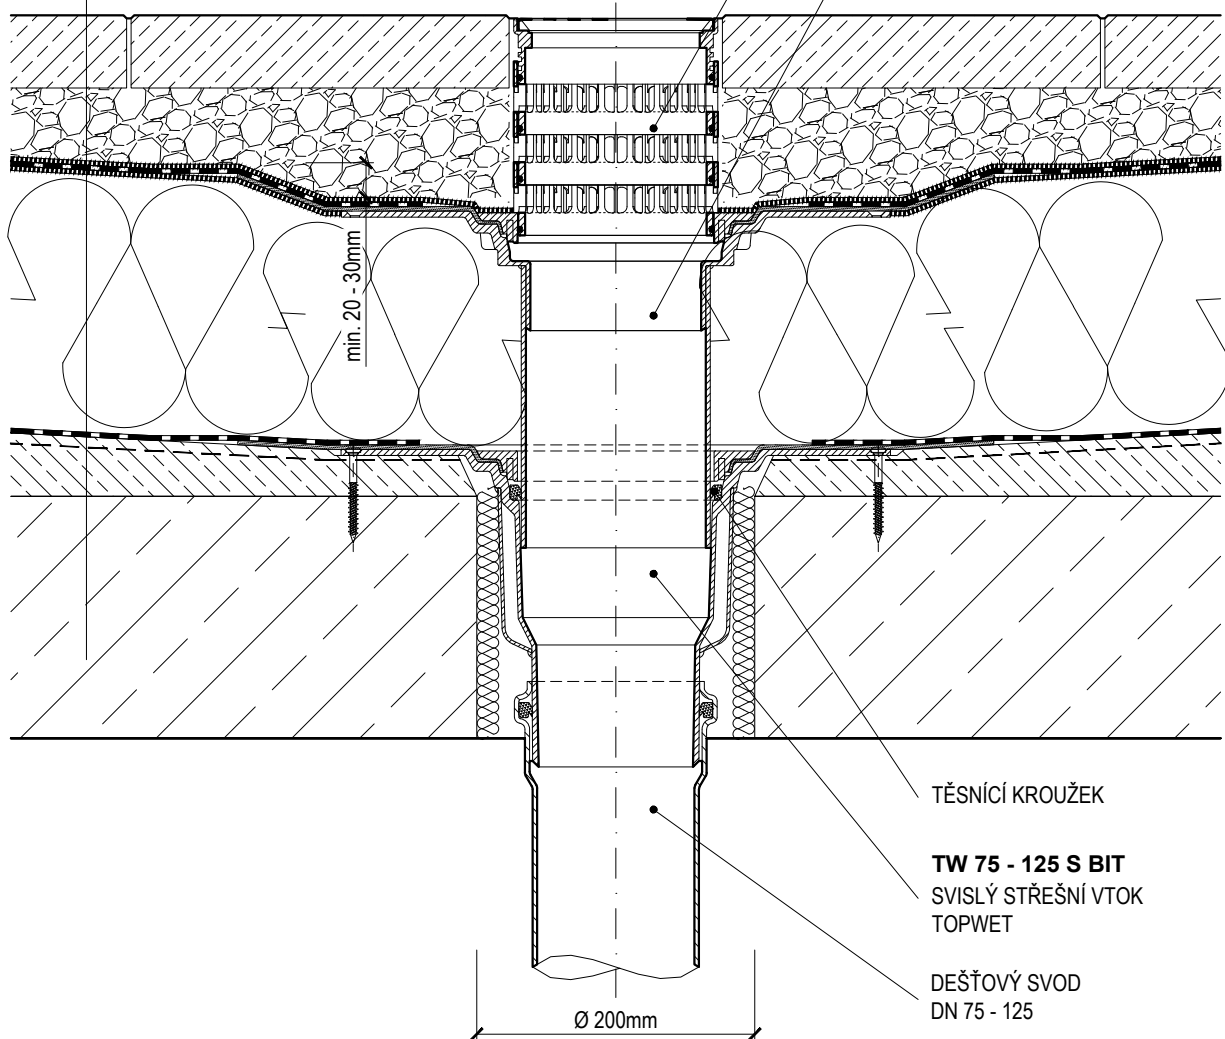 min. 20 - 30mm
TĚSNÍCÍ KROUŽEK
TW 75 - 125 S BIT
SVISLÝ STŘEŠNÍ VTOK
TOPWET
DEŠŤOVÝ SVOD
DN 75 - 125
Ø 200mm